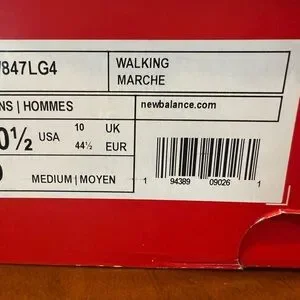 847LG4
WALKING
MARCHE
NS | HOMMES
newbalance.com
0½ USA 10 UK
44½ EUR
MEDIUM | MOYEN
1 94389 09026 1